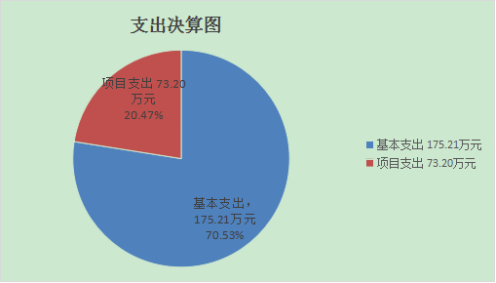 支出决算图
项目支出 73.20
万元
20.47%
基本支出，
175.21万元
70.53%
基本支出 175.21万元
项目支出 73.20万元